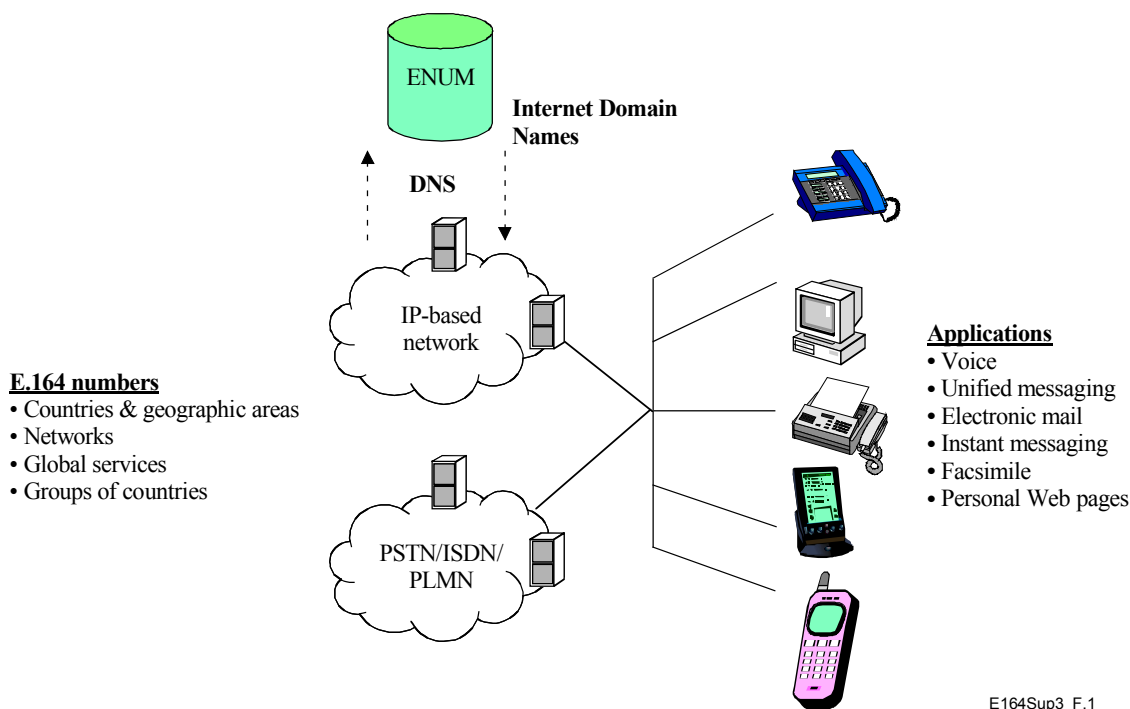 ENUM
Internet Domain
Names
DNS
IP-based
network
E.164 numbers
• Countries & geographic areas
• Networks
• Global services
• Groups of countries
PSTN/ISDN/
PLMN
Applications
• Voice
• Unified messaging
• Electronic mail
• Instant messaging
• Facsimile
• Personal Web pages
E164Sup3_F.1